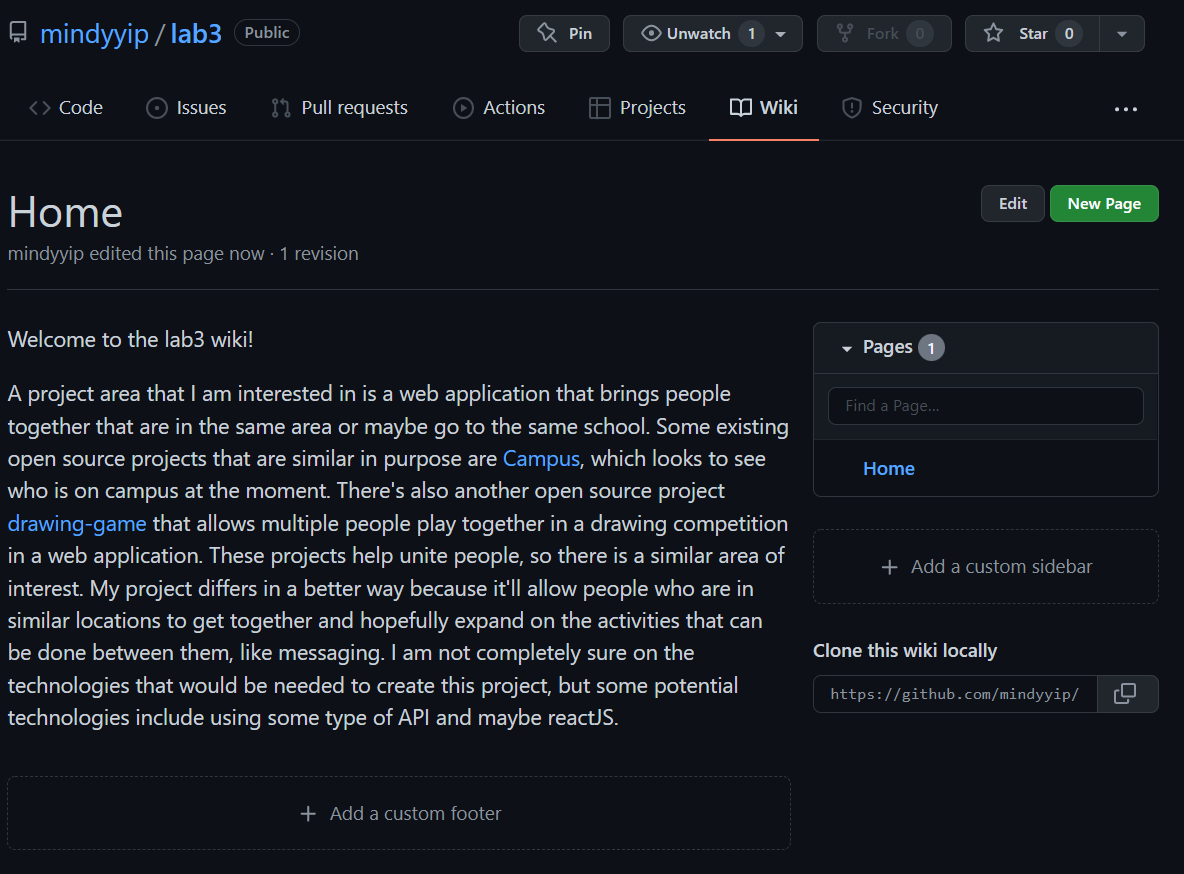 mindyyip / lab3 Public
Pin
Unwatch 1
Fork 0
Star 0
Code
Issues
Pull requests
Actions
Projects
Wiki
Security
Home
Edit
New Page
mindyyip edited this page now · 1 revision
Welcome to the lab3 wiki!
A project area that I am interested in is a web application that brings people
together that are in the same area or maybe go to the same school. Some existing
open source projects that are similar in purpose are Campus, which looks to see
who is on campus at the moment. There's also another open source project
drawing-game that allows multiple people play together in a drawing competition
in a web application. These projects help unite people, so there is a similar area of
interest. My project differs in a better way because it'll allow people who are in
similar locations to get together and hopefully expand on the activities that can
be done between them, like messaging. I am not completely sure on the
technologies that would be needed to create this project, but some potential
technologies include using some type of API and maybe reactJS.
+ Add a custom footer
Pages 1
Find a Page...
Home
+ Add a custom sidebar
Clone this wiki locally
https://github.com/mindyyip/